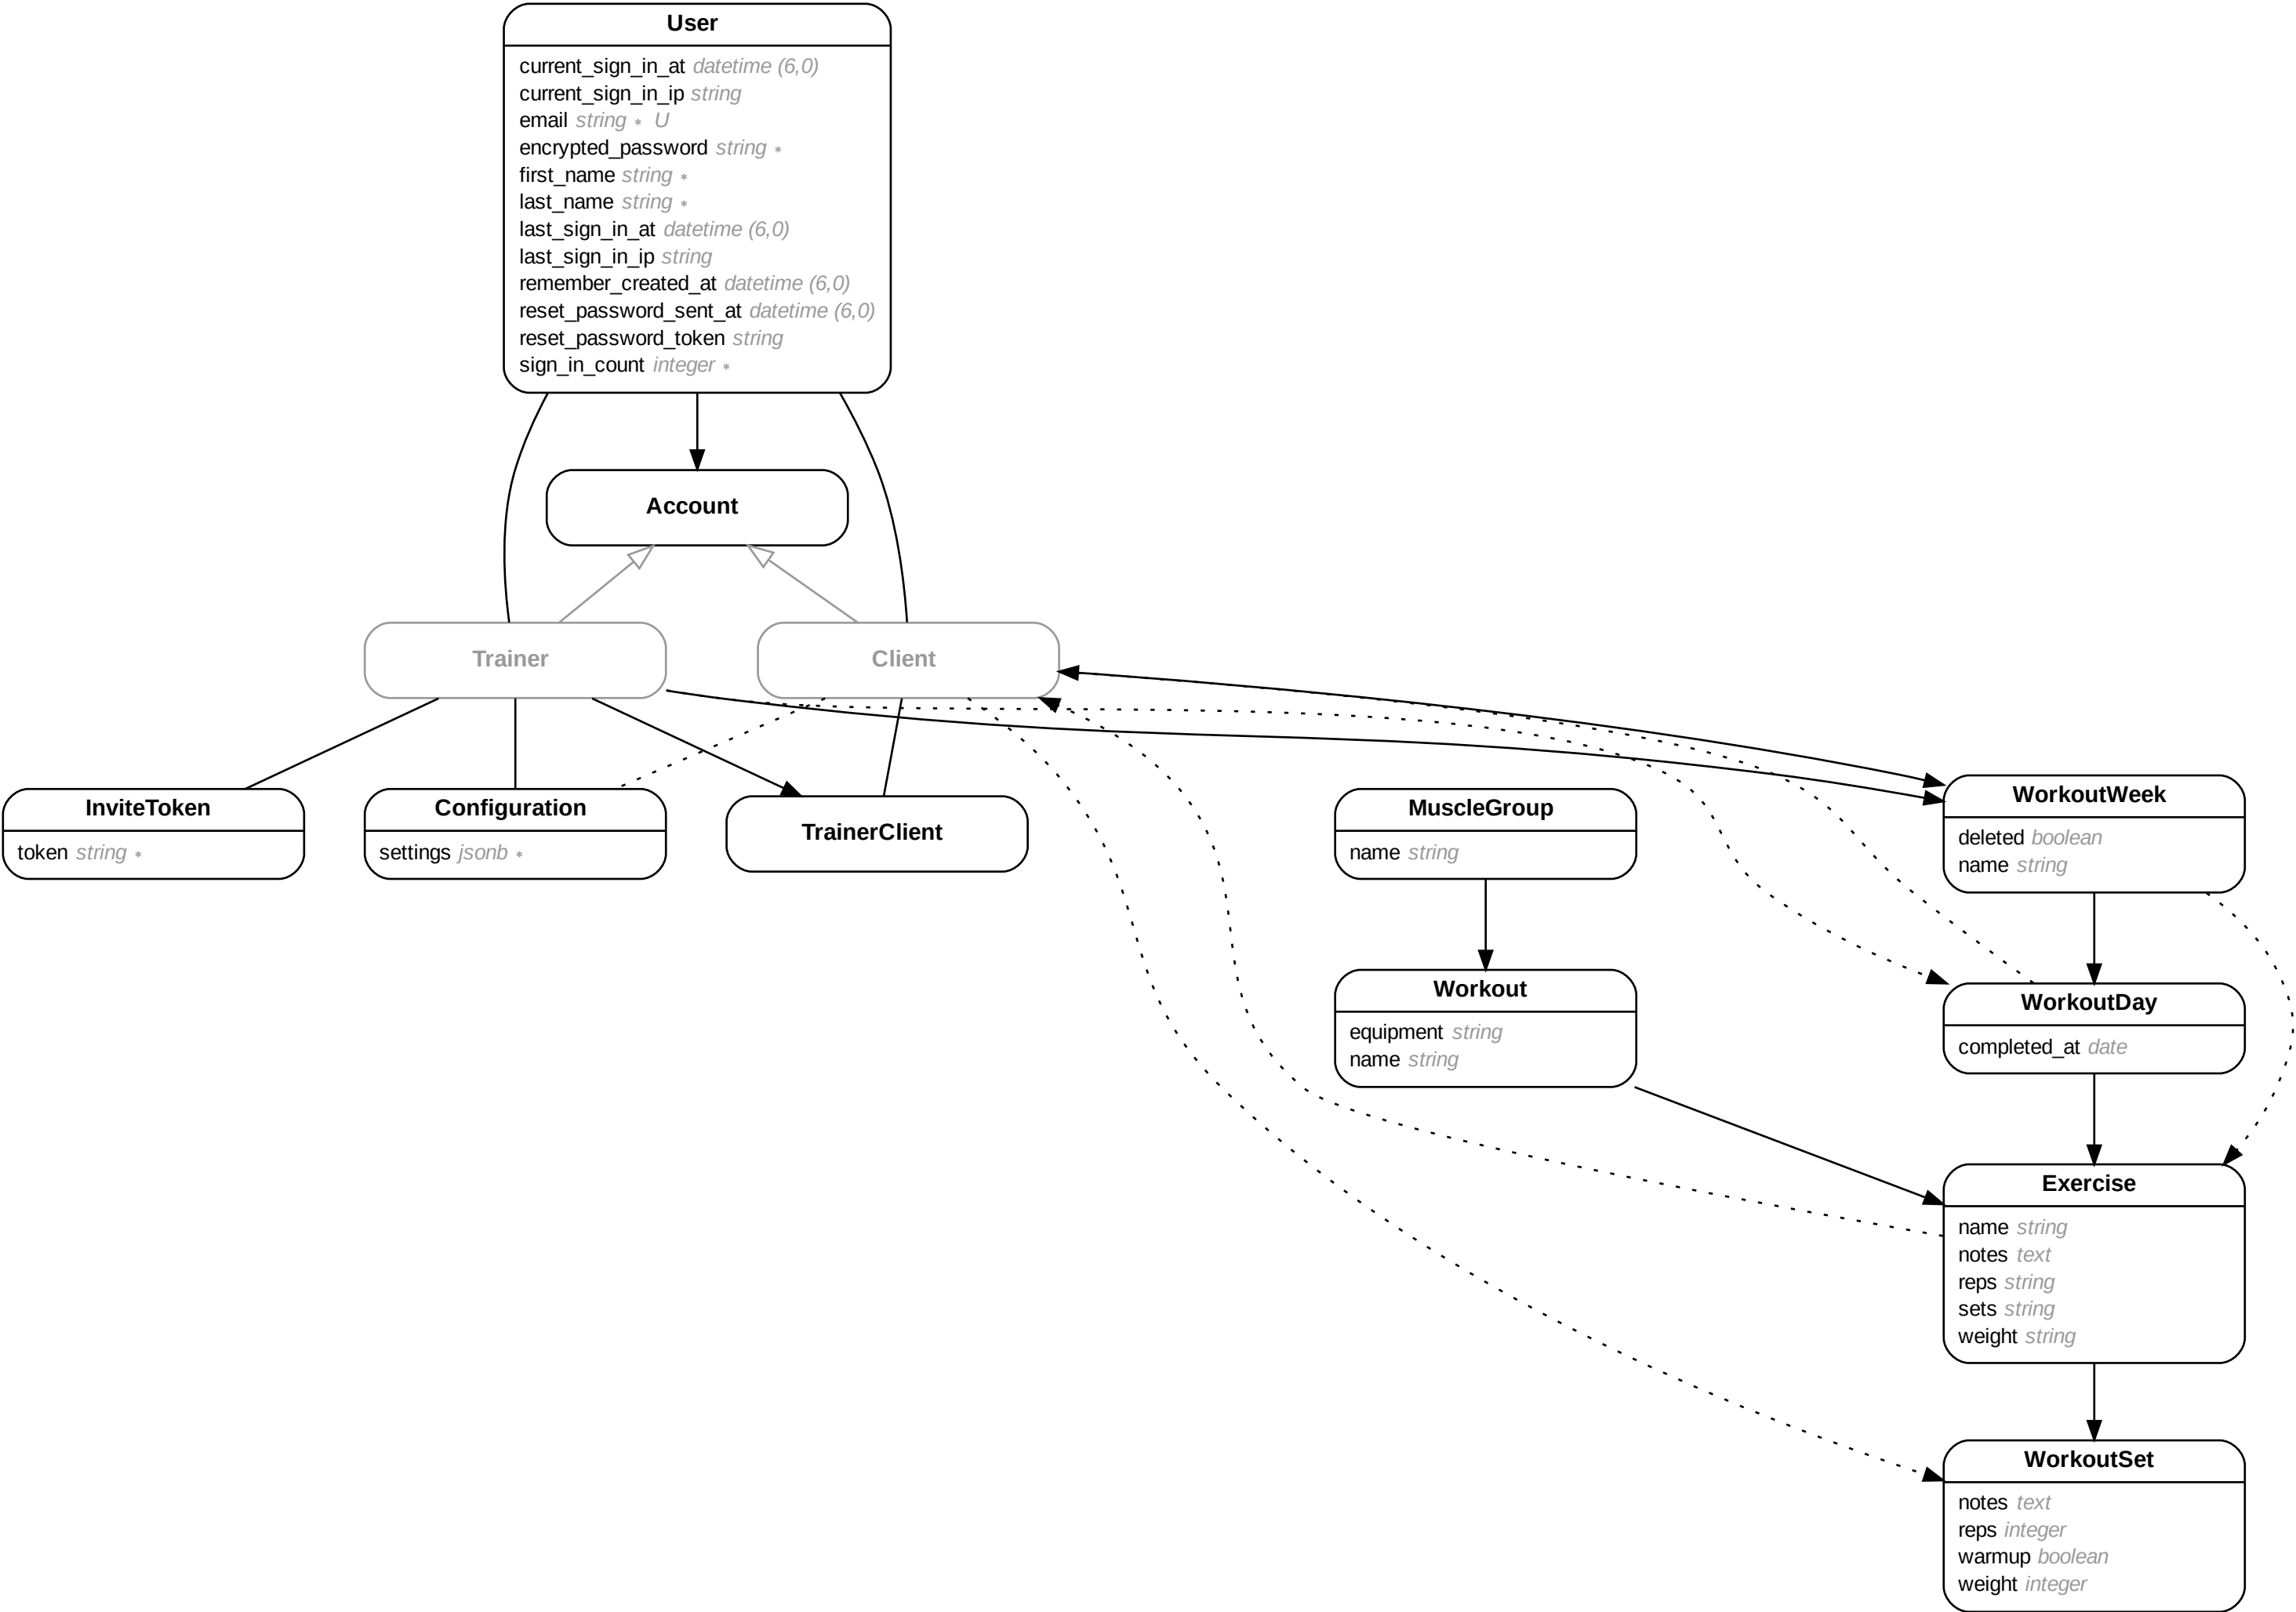 User
current_sign_in_at datetime (6,0)
current_sign_in_ip string
email string * U
encrypted_password string *
first_name string *
last_name string *
last_sign_in_at datetime (6,0)
last_sign_in_ip string
remember_created_at datetime (6,0)
reset_password_sent_at datetime (6,0)
reset_password_token string
sign_in_count integer *
Account
Trainer
Client
InviteToken
token string *
Configuration
settings jsonb *
TrainerClient
MuscleGroup
name string
WorkoutWeek
deleted boolean
name string
Workout
equipment string
name string
WorkoutDay
completed_at date
Exercise
name string
notes text
reps string
sets string
weight string
WorkoutSet
notes text
reps integer
warmup boolean
weight integer